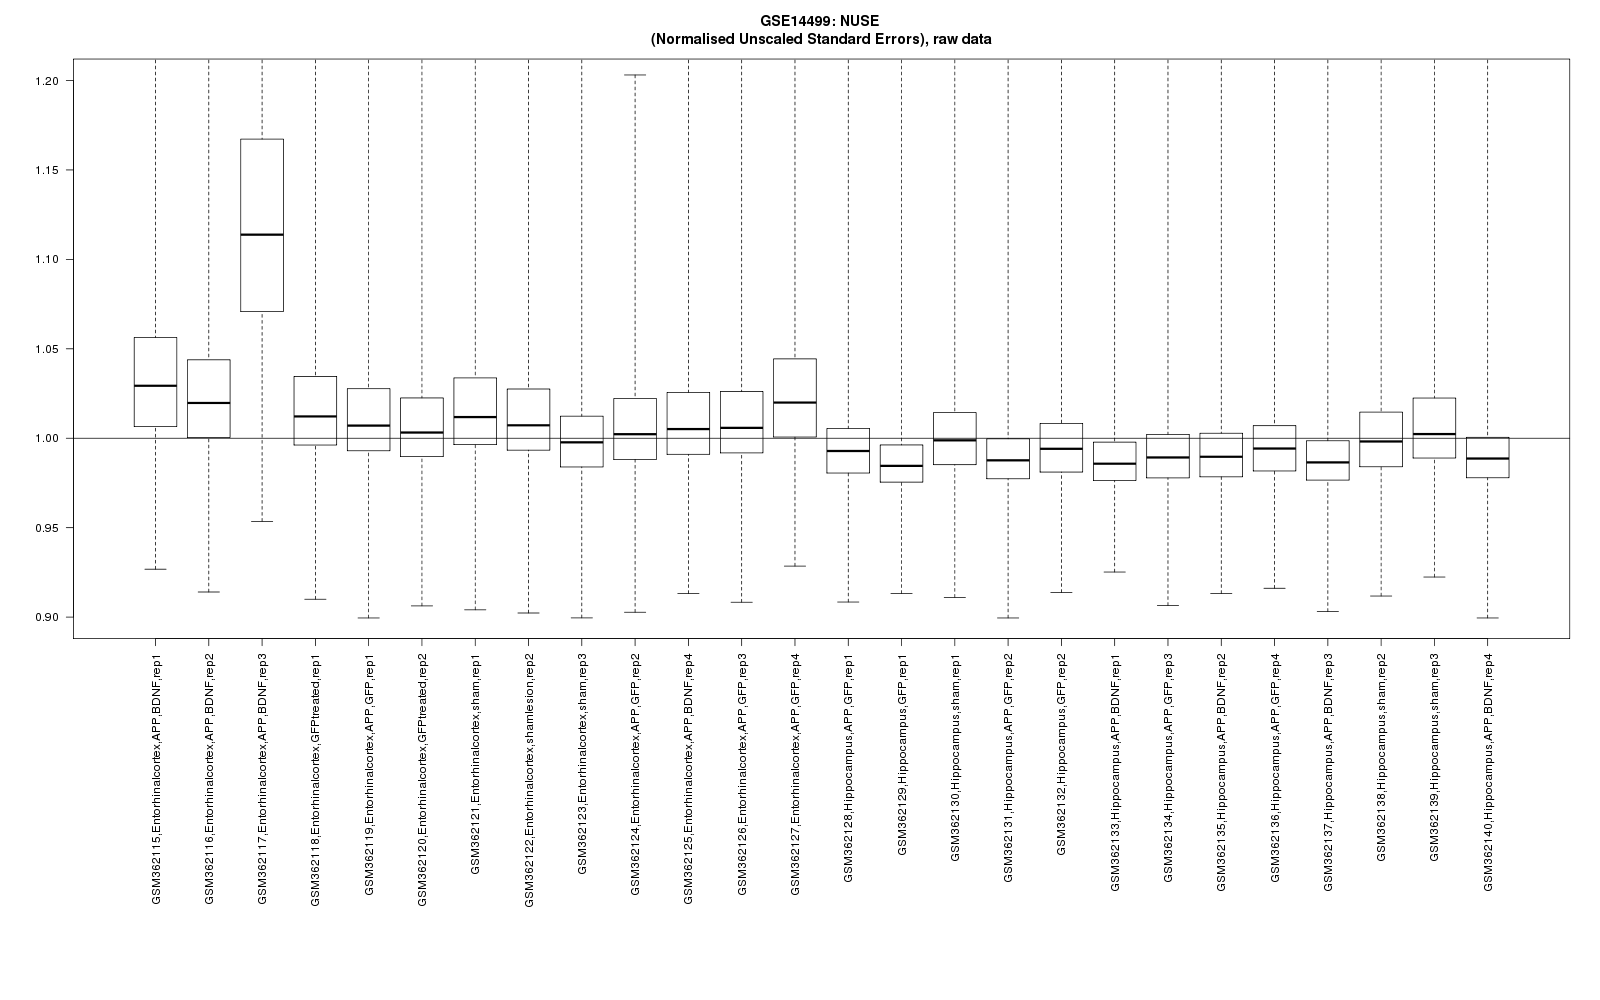 GSE14499: NUSE
(Normalised Unscaled Standard Errors), raw data
1.20
1.15
1.10
1.05
1.00
0.95
0.90
GSM362115,Entorhinalcortex,APP,BDNF,rep1
GSM362116,Entorhinalcortex,APP,BDNF,rep2
GSM362117,Entorhinalcortex,APP,BDNF,rep3
GSM362118,Entorhinalcortex,GFPtreated,rep1
GSM362119,Entorhinalcortex,APP,GFP,rep1
GSM362120,Entorhinalcortex,GFPtreated,rep2
GSM362121,Entorhinalcortex,sham,rep1
GSM362122,Entorhinalcortex,shamlesion,rep2
GSM362123,Entorhinalcortex,sham,rep3
GSM362124,Entorhinalcortex,APP,GFP,rep2
GSM362125,Entorhinalcortex,APP,BDNF,rep4
GSM362126,Entorhinalcortex,APP,GFP,rep3
GSM362127,Entorhinalcortex,APP,GFP,rep4
GSM362128,Hippocampus,APP,GFP,rep1
GSM362129,Hippocampus,GFP,rep1
GSM362130,Hippocampus,sham,rep1
GSM362131,Hippocampus,APP,GFP,rep2
GSM362132,Hippocampus,GFP,rep2
GSM362133,Hippocampus,APP,BDNF,rep1
GSM362134,Hippocampus,APP,GFP,rep3
GSM362135,Hippocampus,APP,BDNF,rep2
GSM362136,Hippocampus,APP,GFP,rep4
GSM362137,Hippocampus,APP,BDNF,rep3
GSM362138,Hippocampus,sham,rep2
GSM362139,Hippocampus,sham,rep3
GSM362140,Hippocampus,APP,BDNF,rep4